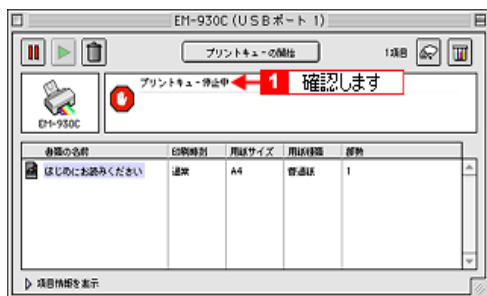 EM-930C (USBポート 1)
プリントキューの開始
1項目
プリントキュー停止中
1 確認します
EM-930C
書類の名前 印刷時刻 用紙サイズ 用紙種類 部数
はじめにお読みください 通常 A4 普通紙 1
項目情報を表示